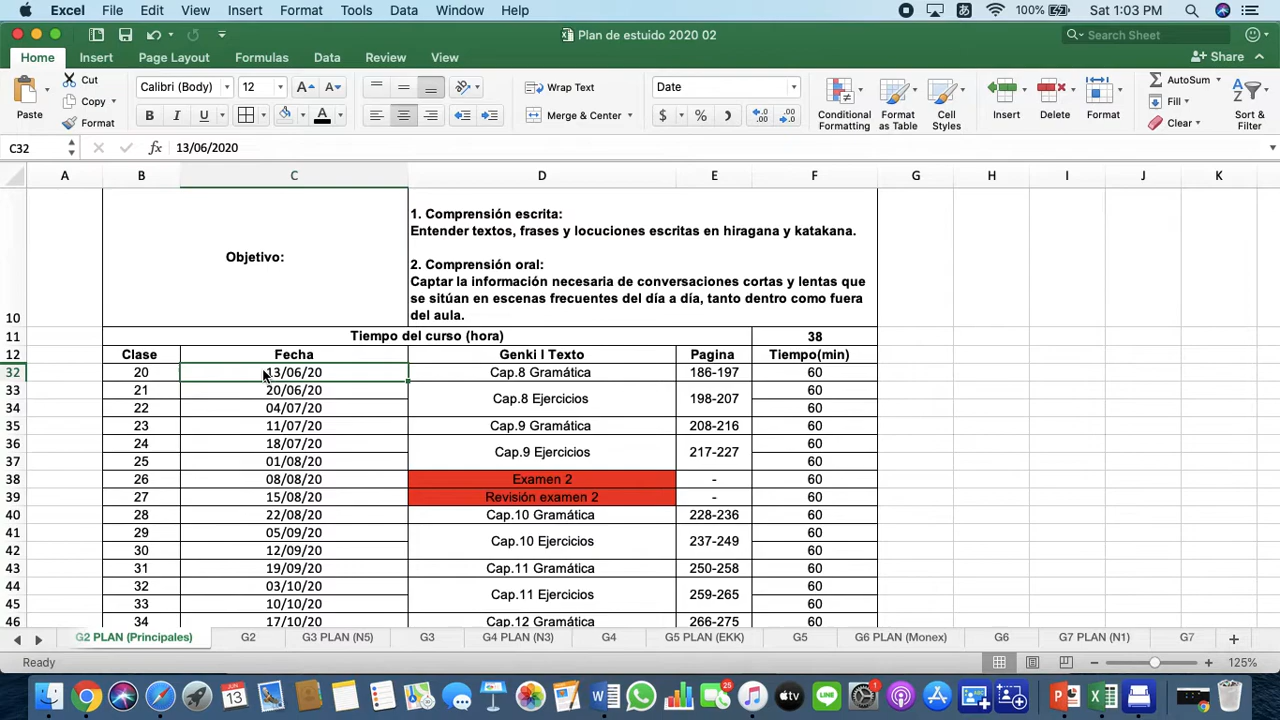 Excel File Edit View Insert Format Tools Data Window Help 100% Sat 1:03 PM
Plan de estuido 2020 02
Search Sheet
Home Insert Page Layout Formulas Data Review View Share
Cut Calibri (Body) 12 Wrap Text Date AutoSum
Copy Fill
Paste Format B I U A Merge & Center $ % Conditional Formatting Format as Table Cell Styles Insert Delete Format Clear Sort & Filter
C32 fx 13/06/2020
A B C D E F G H I J K
10 Objetivo:
1. Comprensión escrita:
Entender textos, frases y locuciones escritas en hiragana y katakana.
2. Comprensión oral:
Captar la información necesaria de conversaciones cortas y lentas que
se sitúan en escenas frecuentes del día a día, tanto dentro como fuera
del aula.
11 Tiempo del curso (hora) 38
12 Clase Fecha Genki I Texto Pagina Tiempo(min)
32 20 13/06/20 Cap.8 Gramática 186-197 60
33 21 20/06/20 Cap.8 Ejercicios 198-207 60
34 22 04/07/20 60
35 23 11/07/20 Cap.9 Gramática 208-216 60
36 24 18/07/20 Cap.9 Ejercicios 217-227 60
37 25 01/08/20 60
38 26 08/08/20 Examen 2 - 60
39 27 15/08/20 Revisión examen 2 - 60
40 28 22/08/20 Cap.10 Gramática 228-236 60
41 29 05/09/20 Cap.10 Ejercicios 237-249 60
42 30 12/09/20 60
43 31 19/09/20 Cap.11 Gramática 250-258 60
44 32 03/10/20 Cap.11 Ejercicios 259-265 60
45 33 10/10/20 60
46 34 17/10/20 Cap.12 Gramática 266-275 60
G2 PLAN (Principales) G2 G3 PLAN (N5) G3 G4 PLAN (N3) G4 G5 PLAN (EKK) G5 G6 PLAN (Monex) G6 G7 PLAN (N1) G7
Ready 125%
JUN 13 25 tv LINE 1